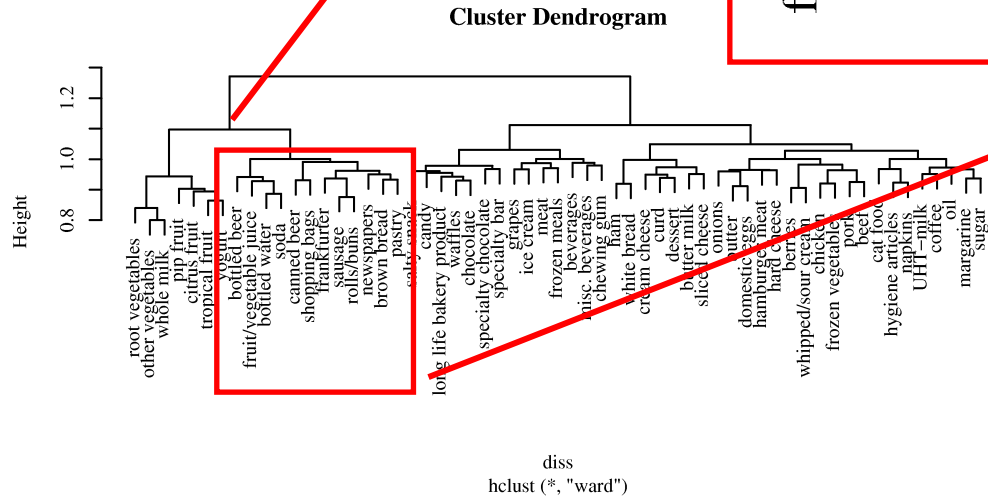 Cluster Dendrogram
Height
0.8
1.0
1.2
root vegetables
other vegetables
whole milk
pip fruit
citrus fruit
tropical fruit
yogurt
bottled beer
fruit/vegetable juice
bottled water
soda
canned beer
shopping bags
frankfurter
sausage
rolls/buns
newspapers
brown bread
pastry
salty snack
candy
long life bakery product
waffles
chocolate
specialty chocolate
specialty bar
grapes
ice cream
meat
frozen meals
beverages
misc. beverages
chewing gum
ham
white bread
cream cheese
curd
dessert
butter milk
sliced cheese
onions
butter
domestic eggs
hamburger meat
hard cheese
berries
whipped/sour cream
chicken
frozen vegetables
pork
beef
cat food
hygiene articles
napkins
UHT−milk
coffee
oil
margarine
sugar
diss
hclust (*, "ward")